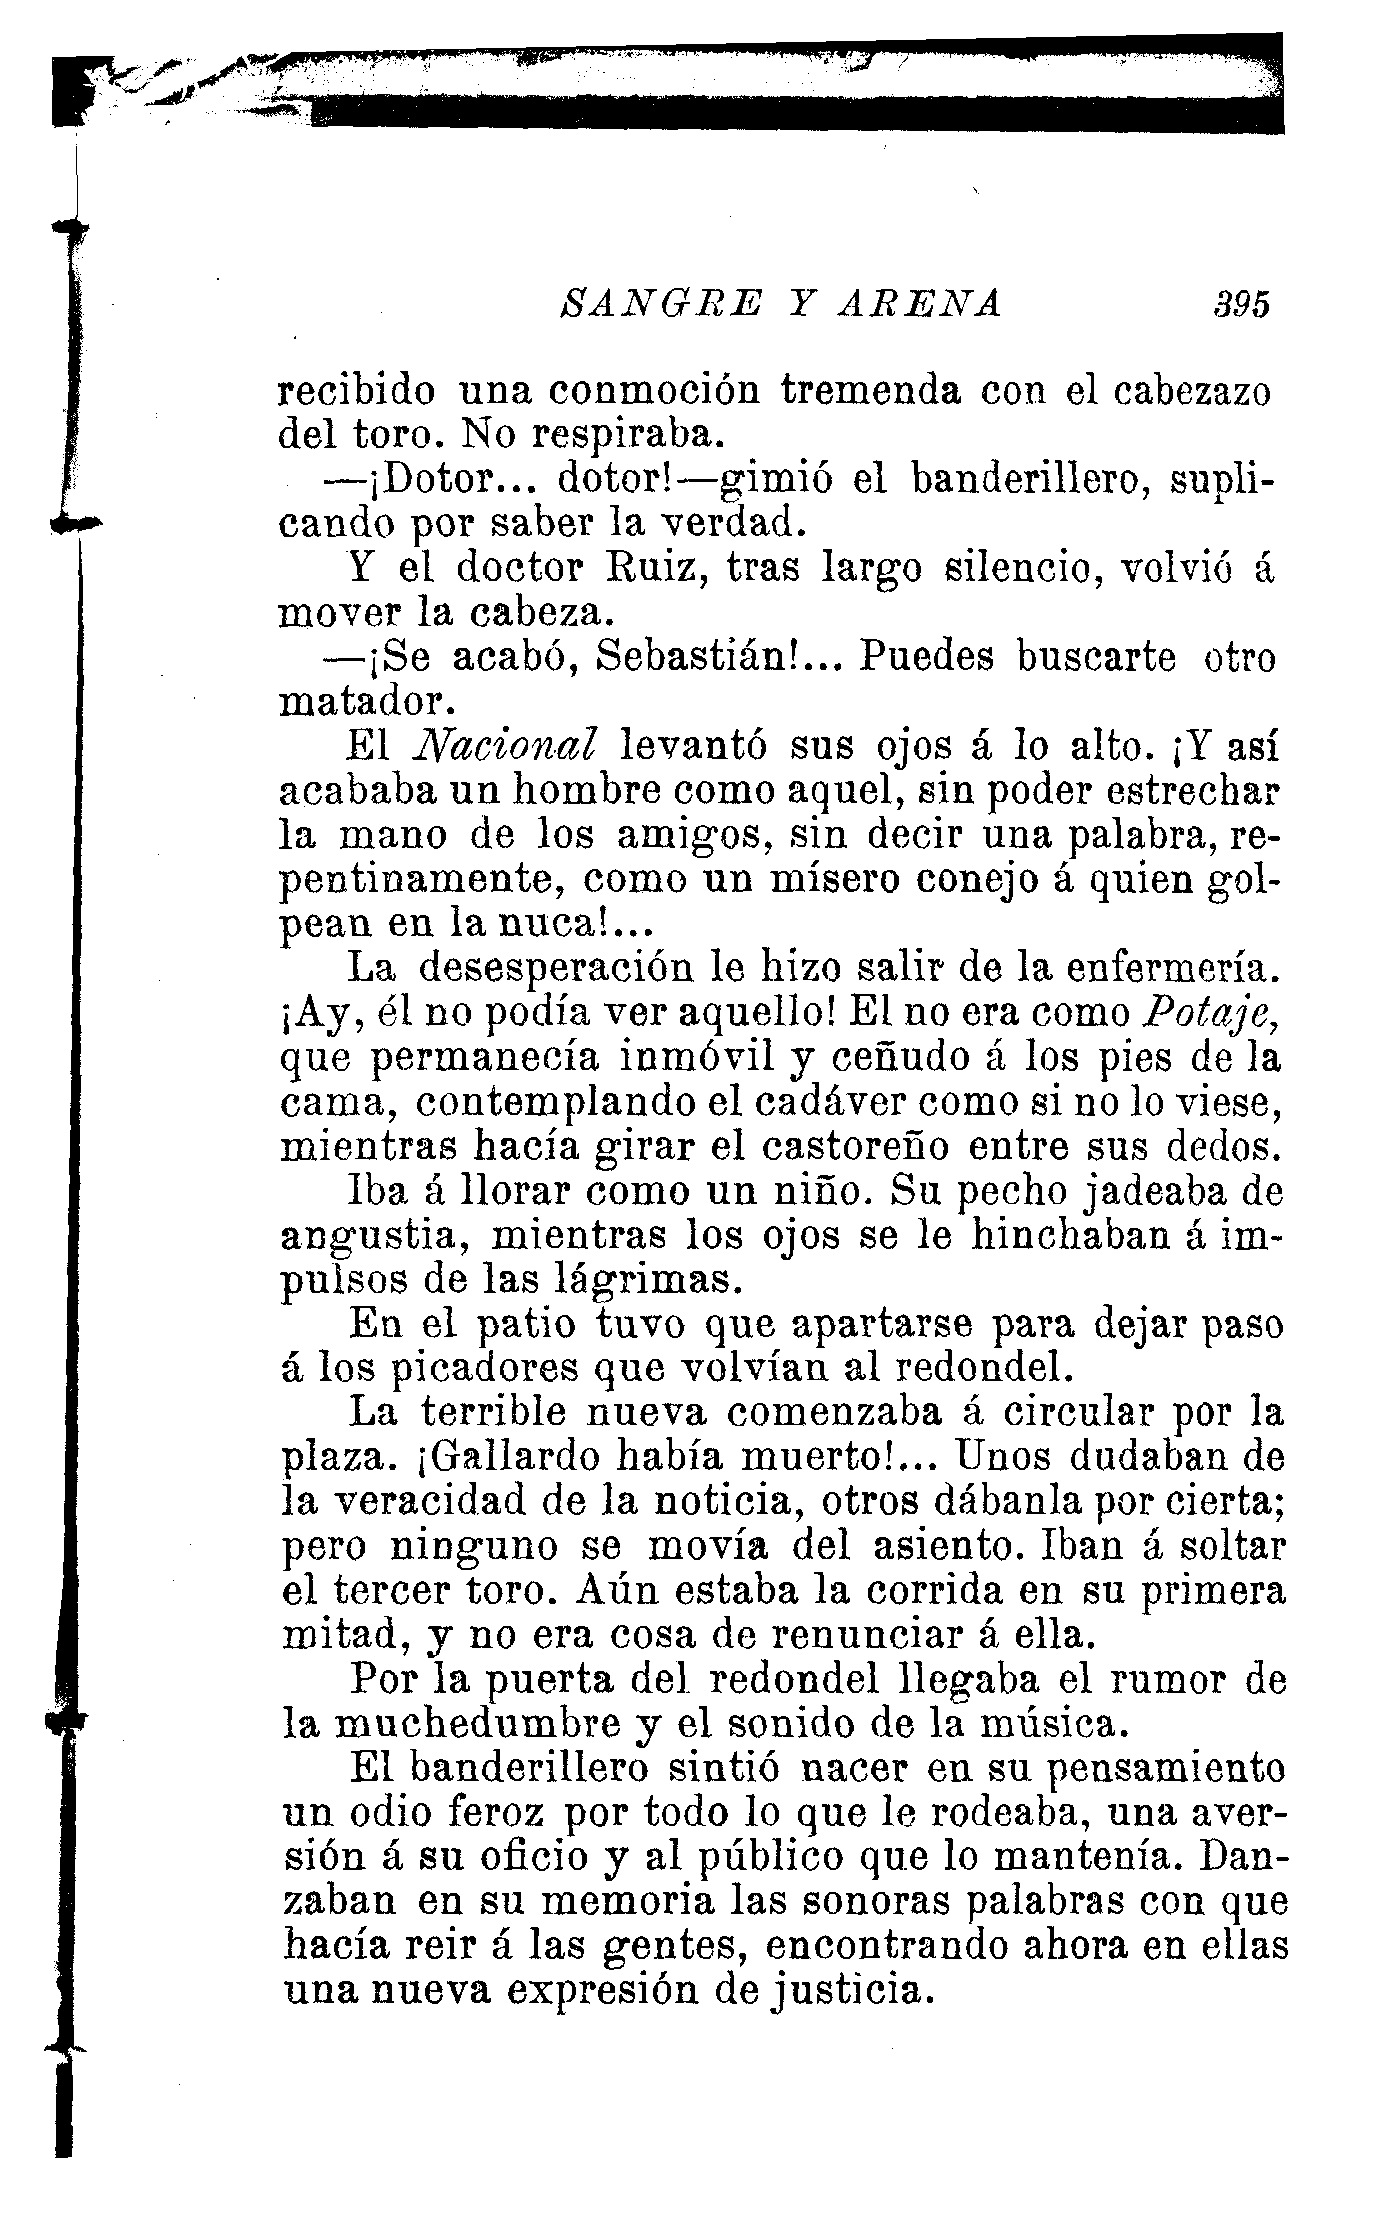 SANGRE Y ARENA 395
recibido una conmoción tremenda con el cabezazo
del toro. No respiraba.
—¡Dotor... dotor!—gimió el banderillero, supli-
cando por saber la verdad.
Y el doctor Ruiz, tras largo silencio, volvió á
mover la cabeza.
—¡Se acabó, Sebastián!... Puedes buscarte otro
matador.
El Nacional levantó sus ojos á lo alto. ¡Y así
acababa un hombre como aquel, sin poder estrechar
la mano de los amigos, sin decir una palabra, re-
pentinamente, como un mísero conejo á quien gol-
pean en la nuca!...
La desesperación le hizo salir de la enfermería.
¡Ay, él no podía ver aquello! El no era como Potaje,
que permanecía inmóvil y ceñudo á los pies de la
cama, contemplando el cadáver como si no lo viese,
mientras hacía girar el castoreño entre sus dedos.
Iba á llorar como un niño. Su pecho jadeaba de
angustia, mientras los ojos se le hinchaban á im-
pulsos de las lágrimas.
En el patio tuvo que apartarse para dejar paso
á los picadores que volvían al redondel.
La terrible nueva comenzaba á circular por la
plaza. ¡Gallardo había muerto!... Unos dudaban de
la veracidad de la noticia, otros dábanla por cierta;
pero ninguno se movía del asiento. Iban á soltar
el tercer toro. Aún estaba la corrida en su primera
mitad, y no era cosa de renunciar á ella.
Por la puerta del redondel llegaba el rumor de
la muchedumbre y el sonido de la música.
El banderillero sintió nacer en su pensamiento
un odio feroz por todo lo que le rodeaba, una aver-
sión á su oficio y al público que lo mantenía. Dan-
zaban en su memoria las sonoras palabras con que
hacía reir á las gentes, encontrando ahora en ellas
una nueva expresión de justicia.